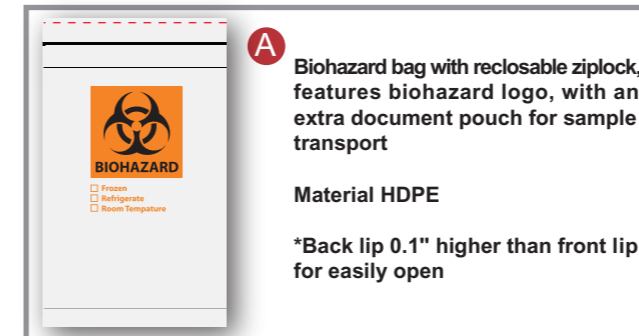 A
Biohazard bag with reclosable ziplock,
features biohazard logo, with an
extra document pouch for sample
transport
Material HDPE
*Back lip 0.1" higher than front lip
for easily open
BIOHAZARD
Frozen
Refrigerate
Room Tempature